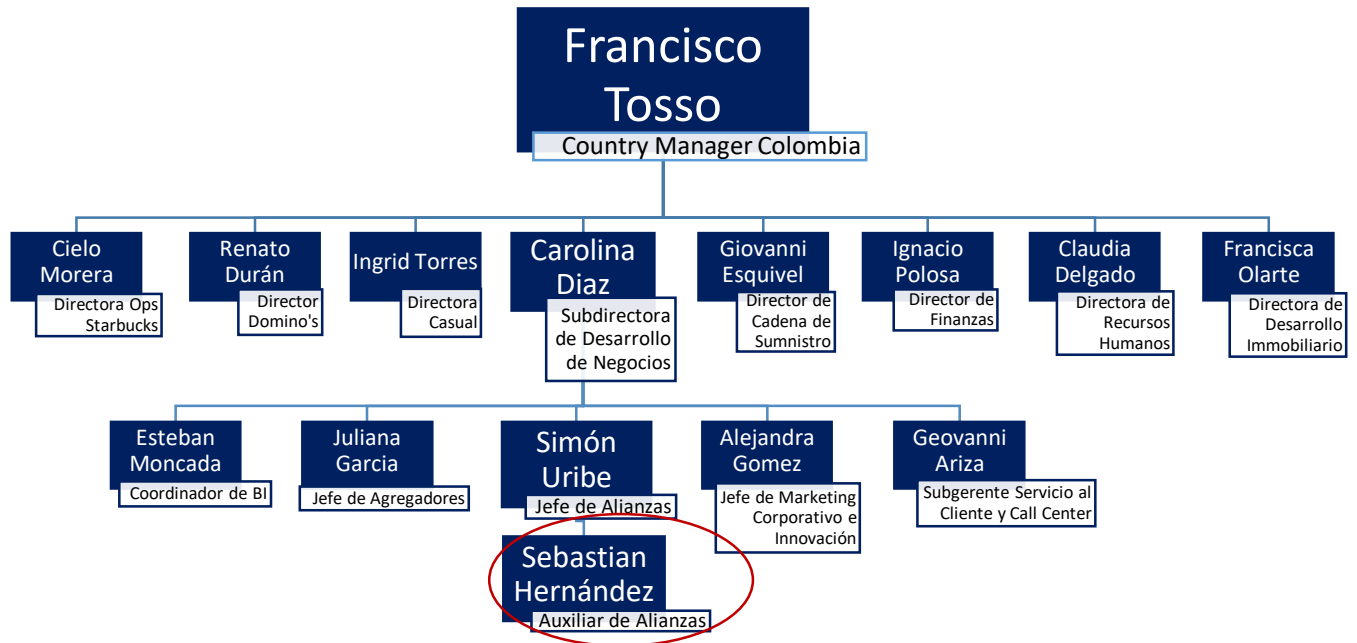 Francisco
Tosso
Country Manager Colombia
Cielo
Morera
Directora Ops
Starbucks
Renato
Durán
Director
Domino's
Ingrid Torres
Directora
Casual
Carolina
Diaz
Subdirectora
de Desarrollo
de Negocios
Giovanni
Esquivel
Director de
Cadena de
Sumnistro
Ignacio
Polosa
Director de
Finanzas
Claudia
Delgado
Directora de
Recursos
Humanos
Francisca
Olarte
Directora de
Desarrollo
Immobiliario
Esteban
Moncada
Coordinador de BI
Juliana
Garcia
Jefe de Agregadores
Simón
Uribe
Jefe de Alianzas
Alejandra
Gomez
Jefe de Marketing
Corporativo e
Innovación
Geovanni
Ariza
Subgerente Servicio al
Cliente y Call Center
Sebastian
Hernández
Auxiliar de Alianzas